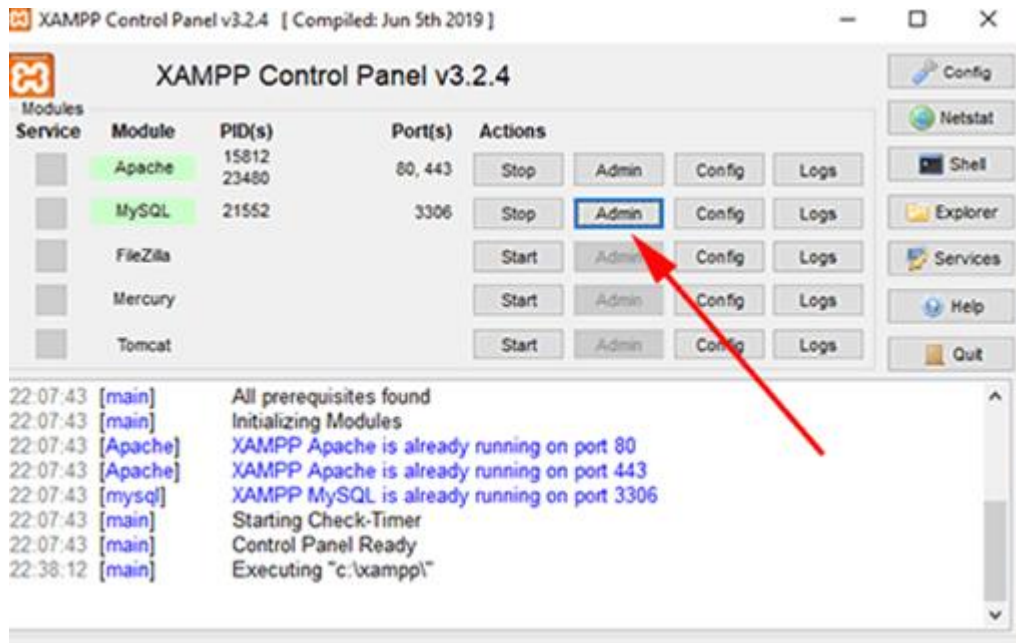 XAMPP Control Panel v3.2.4 [ Compiled: Jun 5th 2019 ]
XAMPP Control Panel v3.2.4
Config
Modules
Service Module PID(s) Port(s) Actions
Netstat
Apache 15812 23480 80, 443 Stop Admin Config Logs
Shell
MySQL 21552 3306 Stop Admin Config Logs
Explorer
FileZilla Start Admin Config Logs
Services
Mercury Start Admin Config Logs
Help
Tomcat Start Admin Config Logs
Quit
22:07:43 [main] All prerequisites found
22:07:43 [main] Initializing Modules
22:07:43 [Apache] XAMPP Apache is already running on port 80
22:07:43 [Apache] XAMPP Apache is already running on port 443
22:07:43 [mysql] XAMPP MySQL is already running on port 3306
22:07:43 [main] Starting Check-Timer
22:07:43 [main] Control Panel Ready
22:38:12 [main] Executing "c:\xampp\"